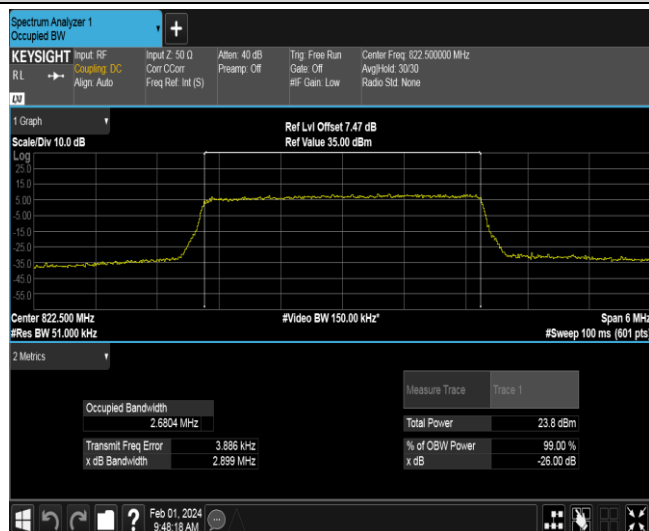 Spectrum Analyzer 1
Occupied BW
+
KEYSIGHT
RL
LXI
Input: RF
Coupling: DC
Align: Auto
Input Z: 50 Ω
Corr CCorr
Freq Ref: Int (S)
Atten: 40 dB
Preamp: Off
Trig: Free Run
Gate: Off
#IF Gain: Low
Center Freq: 822.500000 MHz
Avg|Hold: 30/30
Radio Std: None
1 Graph
Scale/Div 10.0 dB
Ref Lvl Offset 7.47 dB
Ref Value 35.00 dBm
Log
25.0
15.0
5.00
-5.00
-15.0
-25.0
-35.0
-45.0
-55.0
Center 822.500 MHz
#Video BW 150.00 kHz*
Span 6 MHz
#Res BW 51.000 kHz
#Sweep 100 ms (601 pts)
2 Metrics
Measure Trace
Trace 1
Occupied Bandwidth
2.6804 MHz
Total Power
23.8 dBm
Transmit Freq Error
3.886 kHz
% of OBW Power
99.00 %
x dB Bandwidth
2.899 MHz
x dB
-26.00 dB
?
Feb 01, 2024
9:48:18 AM